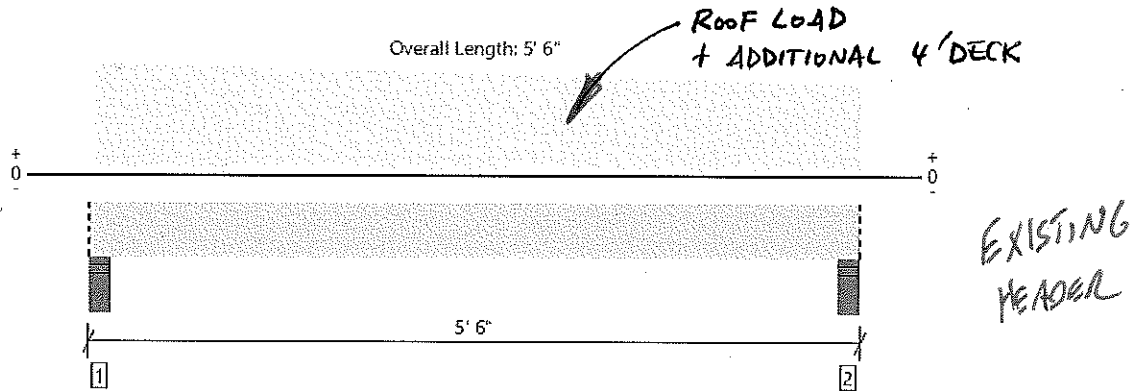 ROOF LOAD
+ ADDITIONAL 4' DECK
Overall Length: 5' 6"
+
0
-
+
0
-
EXISTING
HEADER
5' 6"
1
2